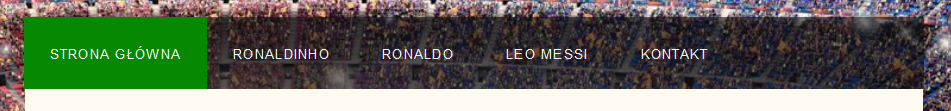 STRONA GŁÓWNA RONALDINHO RONALDO LEO MESSI KONTAKT